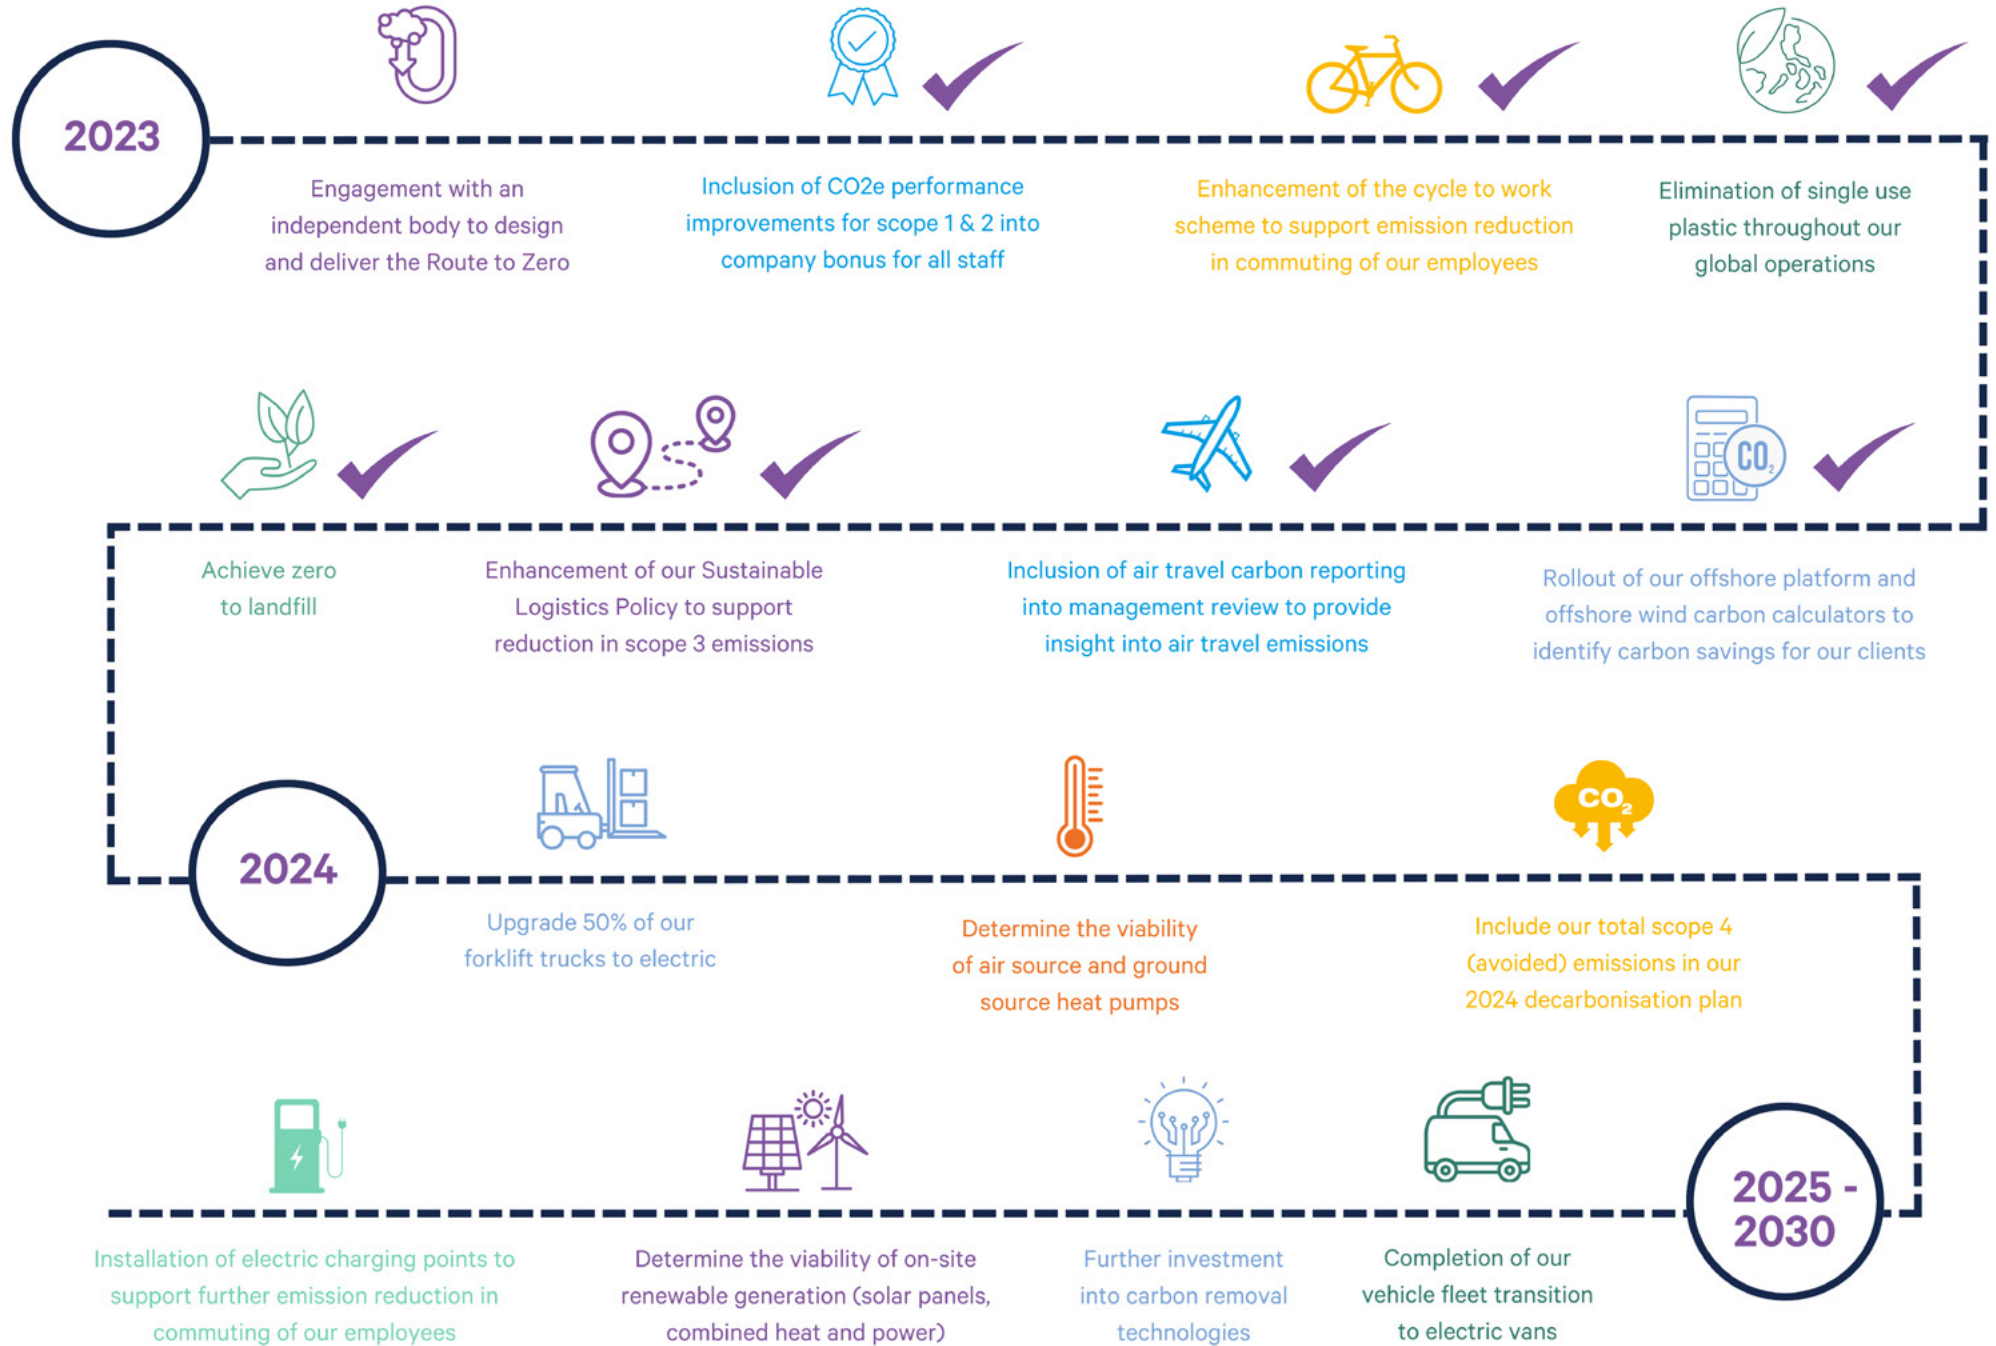 2023
Engagement with an
independent body to design
and deliver the Route to Zero
Inclusion of CO2e performance
improvements for scope 1 & 2 into
company bonus for all staff
Enhancement of the cycle to work
scheme to support emission reduction
in commuting of our employees
Elimination of single use
plastic throughout our
global operations
Achieve zero
to landfill
Enhancement of our Sustainable
Logistics Policy to support
reduction in scope 3 emissions
Inclusion of air travel carbon reporting
into management review to provide
insight into air travel emissions
CO₂
Rollout of our offshore platform and
offshore wind carbon calculators to
identify carbon savings for our clients
2024
Upgrade 50% of our
forklift trucks to electric
Determine the viability
of air source and ground
source heat pumps
CO₂
Include our total scope 4
(avoided) emissions in our
2024 decarbonisation plan
Installation of electric charging points to
support further emission reduction in
commuting of our employees
Determine the viability of on-site
renewable generation (solar panels,
combined heat and power)
Further investment
into carbon removal
technologies
Completion of our
vehicle fleet transition
to electric vans
2025 -
2030